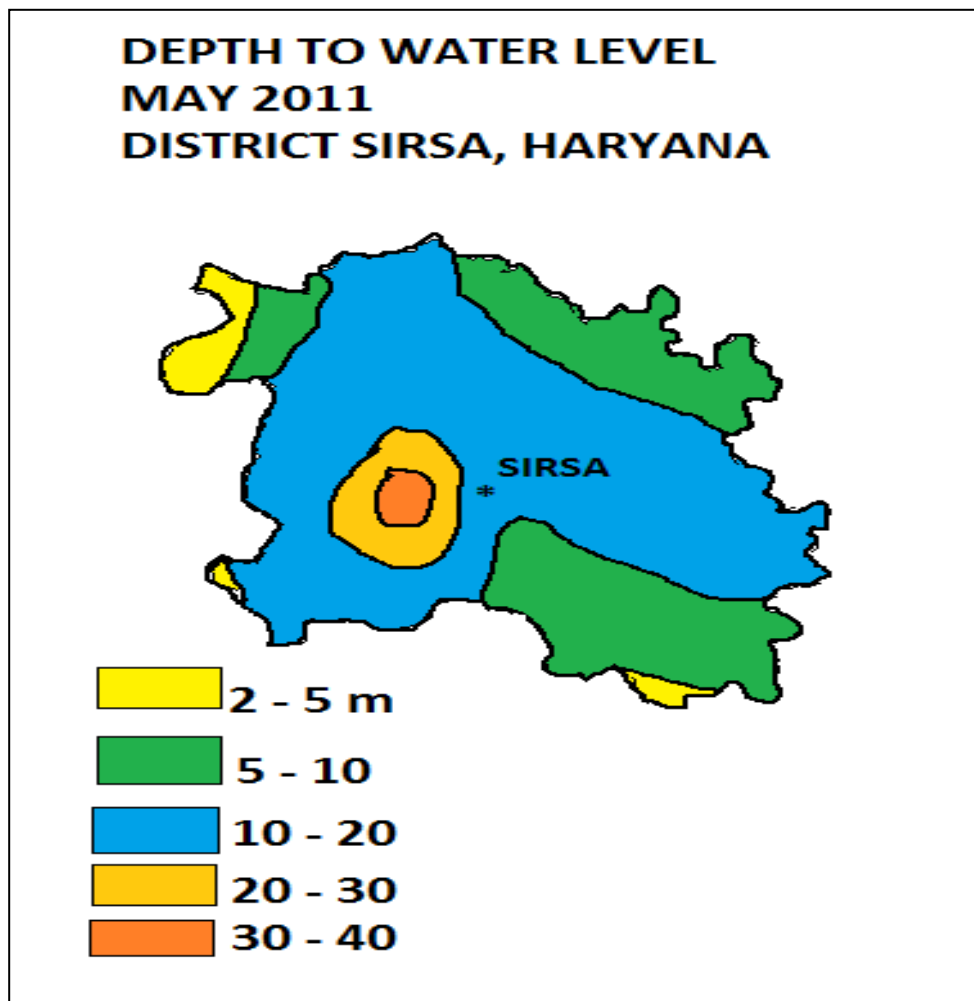 DEPTH TO WATER LEVEL
MAY 2011
DISTRICT SIRSA, HARYANA
SIRSA
*
2 - 5 m
5 - 10
10 - 20
20 - 30
30 - 40